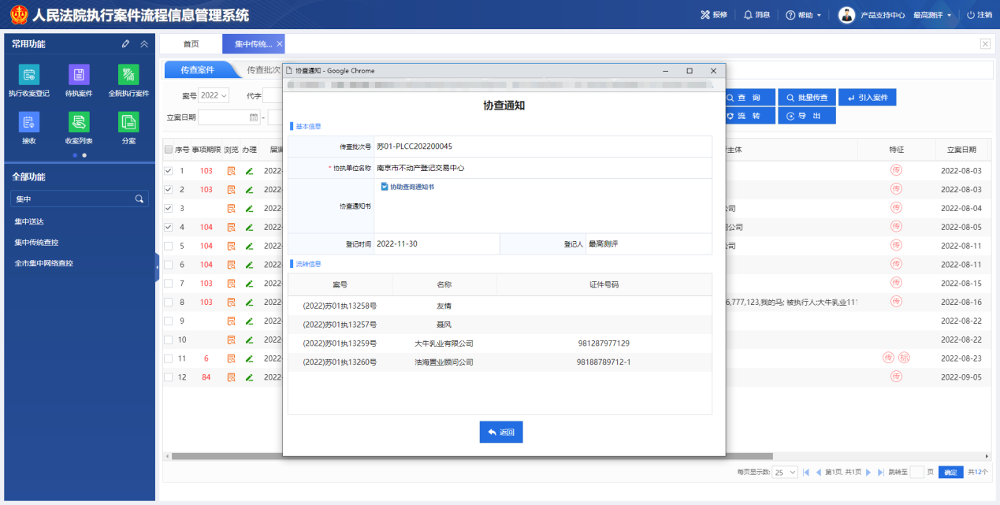 人民法院执行案件流程信息管理系统
报修 消息 帮助 产品支持中心 最高测评 注销
常用功能
执行收案登记 待执案件 全院执行案件
接收 收案列表 分案
全部功能
集中
集中送达
集中传统查控
全市集中网络查控
首页 集中传统...
传查案件 传查批次
案号 2022 代字
立案日期 -
查 询 批量传查 引入案件
流 转 导 出
序号 事项期限 浏览 办理 届满 主体 特征 立案日期
1 103 2022- 传 2022-08-03
2 103 2022- 传 2022-08-03
3 2022- 公司 传 2022-08-04
4 104 2022- 公司 传 2022-08-05
5 104 2022- 公司 传 2022-08-11
6 104 2022- 传 2022-08-11
7 103 2022- 传 2022-08-15
8 103 2022- 6,777,123,我的马; 被执行人:大牛乳业111 传 2022-08-16
9 2022- 2022-08-22
10 2022- 2022-08-22
11 6 2022- 传 标 2022-08-23
12 84 2022- 传 2022-09-05
每页显示数: 25 第1页, 共1页 跳转至 页 确定 共12个
协查通知 - Google Chrome
协查通知
基本信息
传查批次号 苏01-PLCC202200045
* 协执单位名称 南京市不动产登记交易中心
协查通知书 协助查询通知书
登记时间 2022-11-30 登记人 最高测评
流转信息
案号 名称 证件号码
(2022)苏01执13258号 友情
(2022)苏01执13257号 聂风
(2022)苏01执13259号 大牛乳业有限公司 981287977129
(2022)苏01执13260号 浩海置业顾问公司 98188789712-1
返回